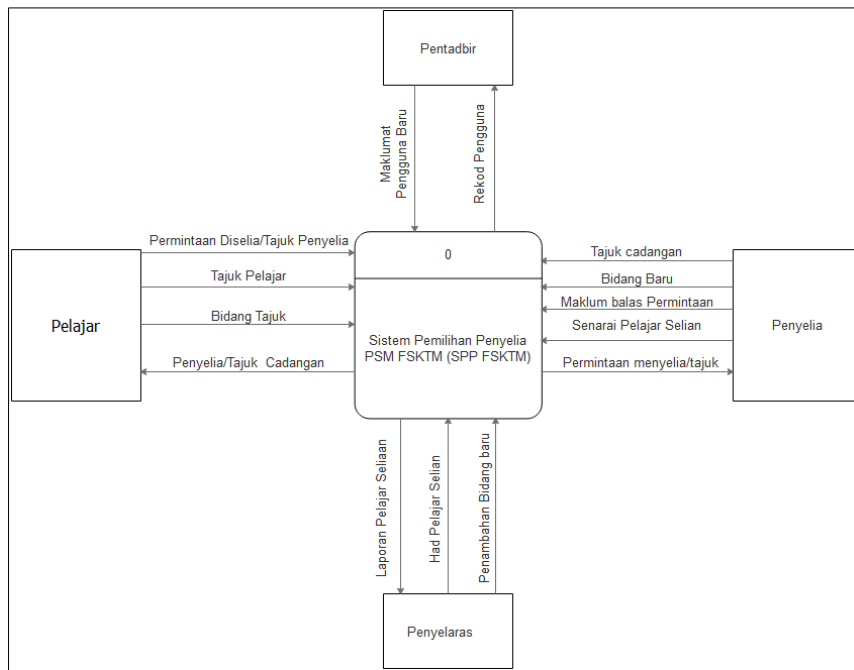 Pentadbir
Maklumat
Pengguna Baru
Rekod Pengguna
Permintaan Diselia/Tajuk Penyelia
Tajuk Pelajar
Bidang Tajuk
Penyelia/Tajuk Cadangan
Pelajar
0
Sistem Pemilihan Penyelia
PSM FSKTM (SPP FSKTM)
Tajuk cadangan
Bidang Baru
Maklum balas Permintaan
Senarai Pelajar Selian
Permintaan menyelia/tajuk
Penyelia
Laporan Pelajar Seliaan
Had Pelajar Selian
Penambahan Bidang baru
Penyelaras